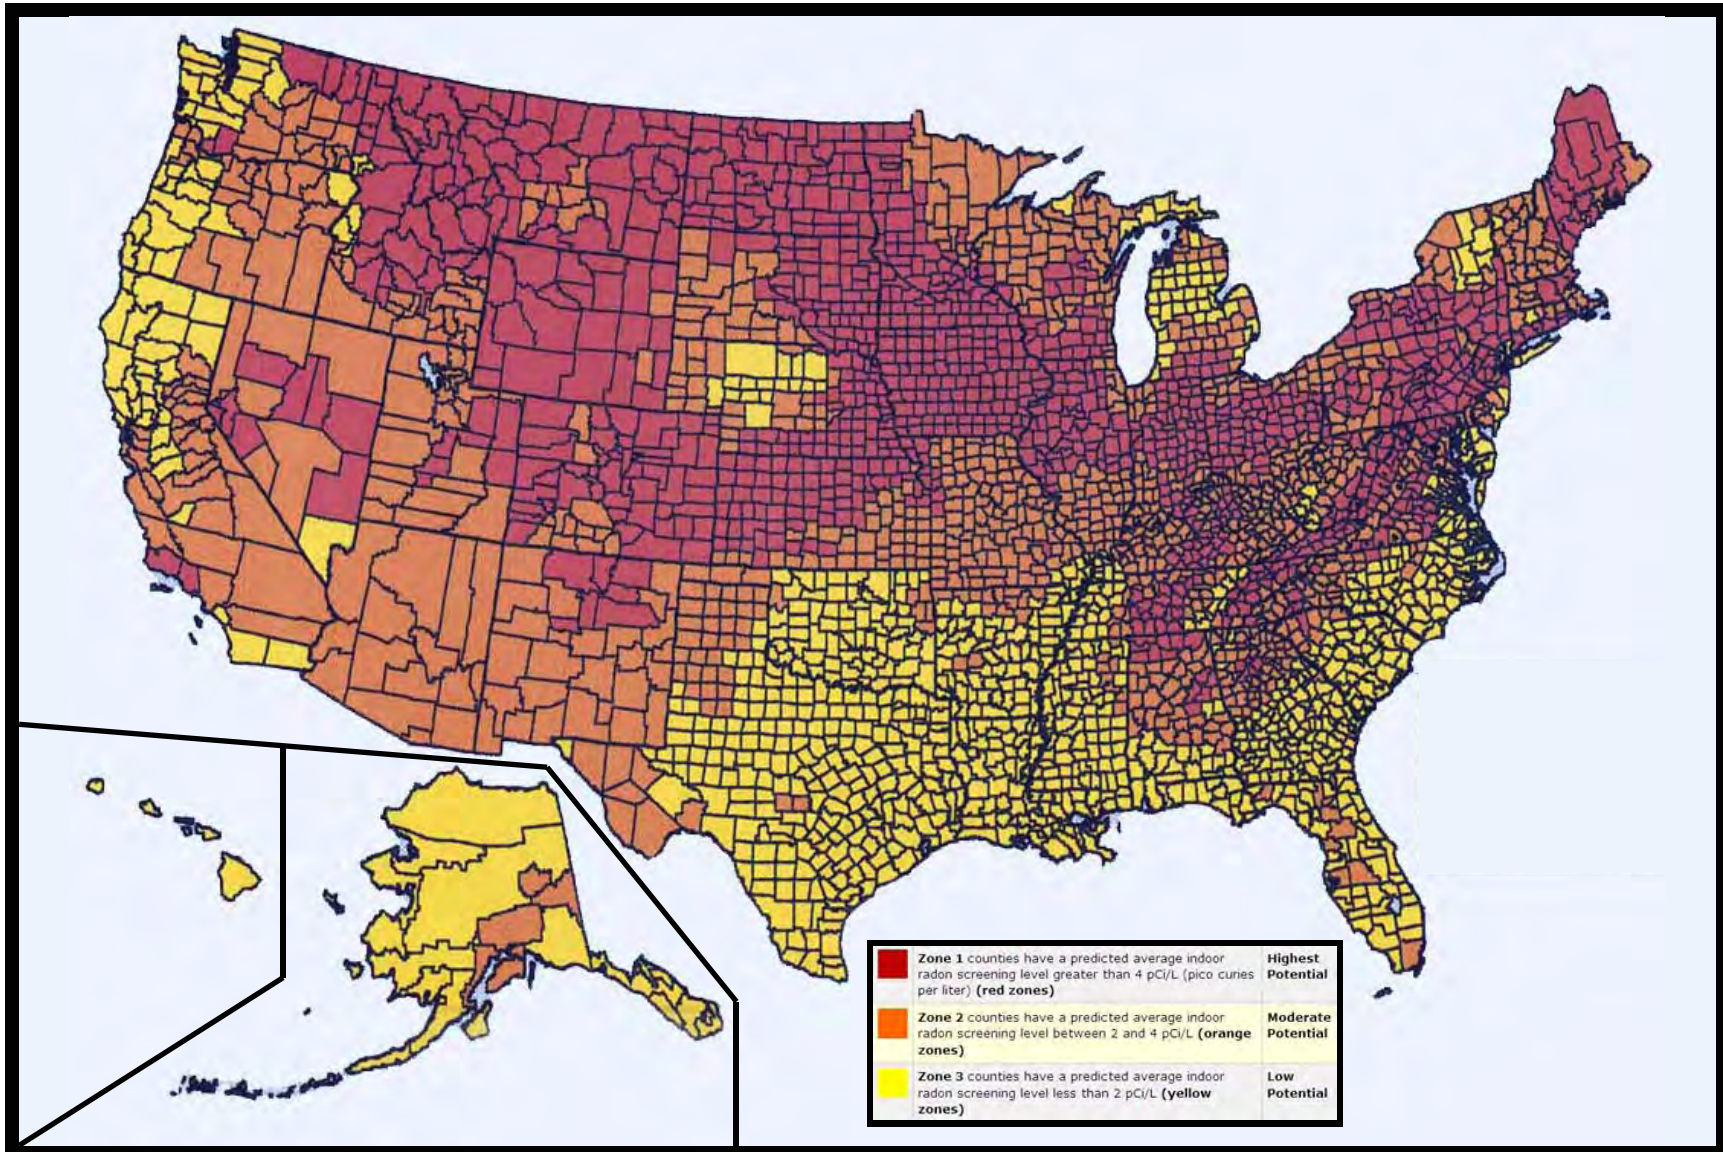 Zone 1 counties have a predicted average indoor
radon screening level greater than 4 pCi/L (pico curies
per liter) (red zones)
Highest
Potential
Zone 2 counties have a predicted average indoor
radon screening level between 2 and 4 pCi/L (orange
zones)
Moderate
Potential
Zone 3 counties have a predicted average indoor
radon screening level less than 2 pCi/L (yellow
zones)
Low
Potential